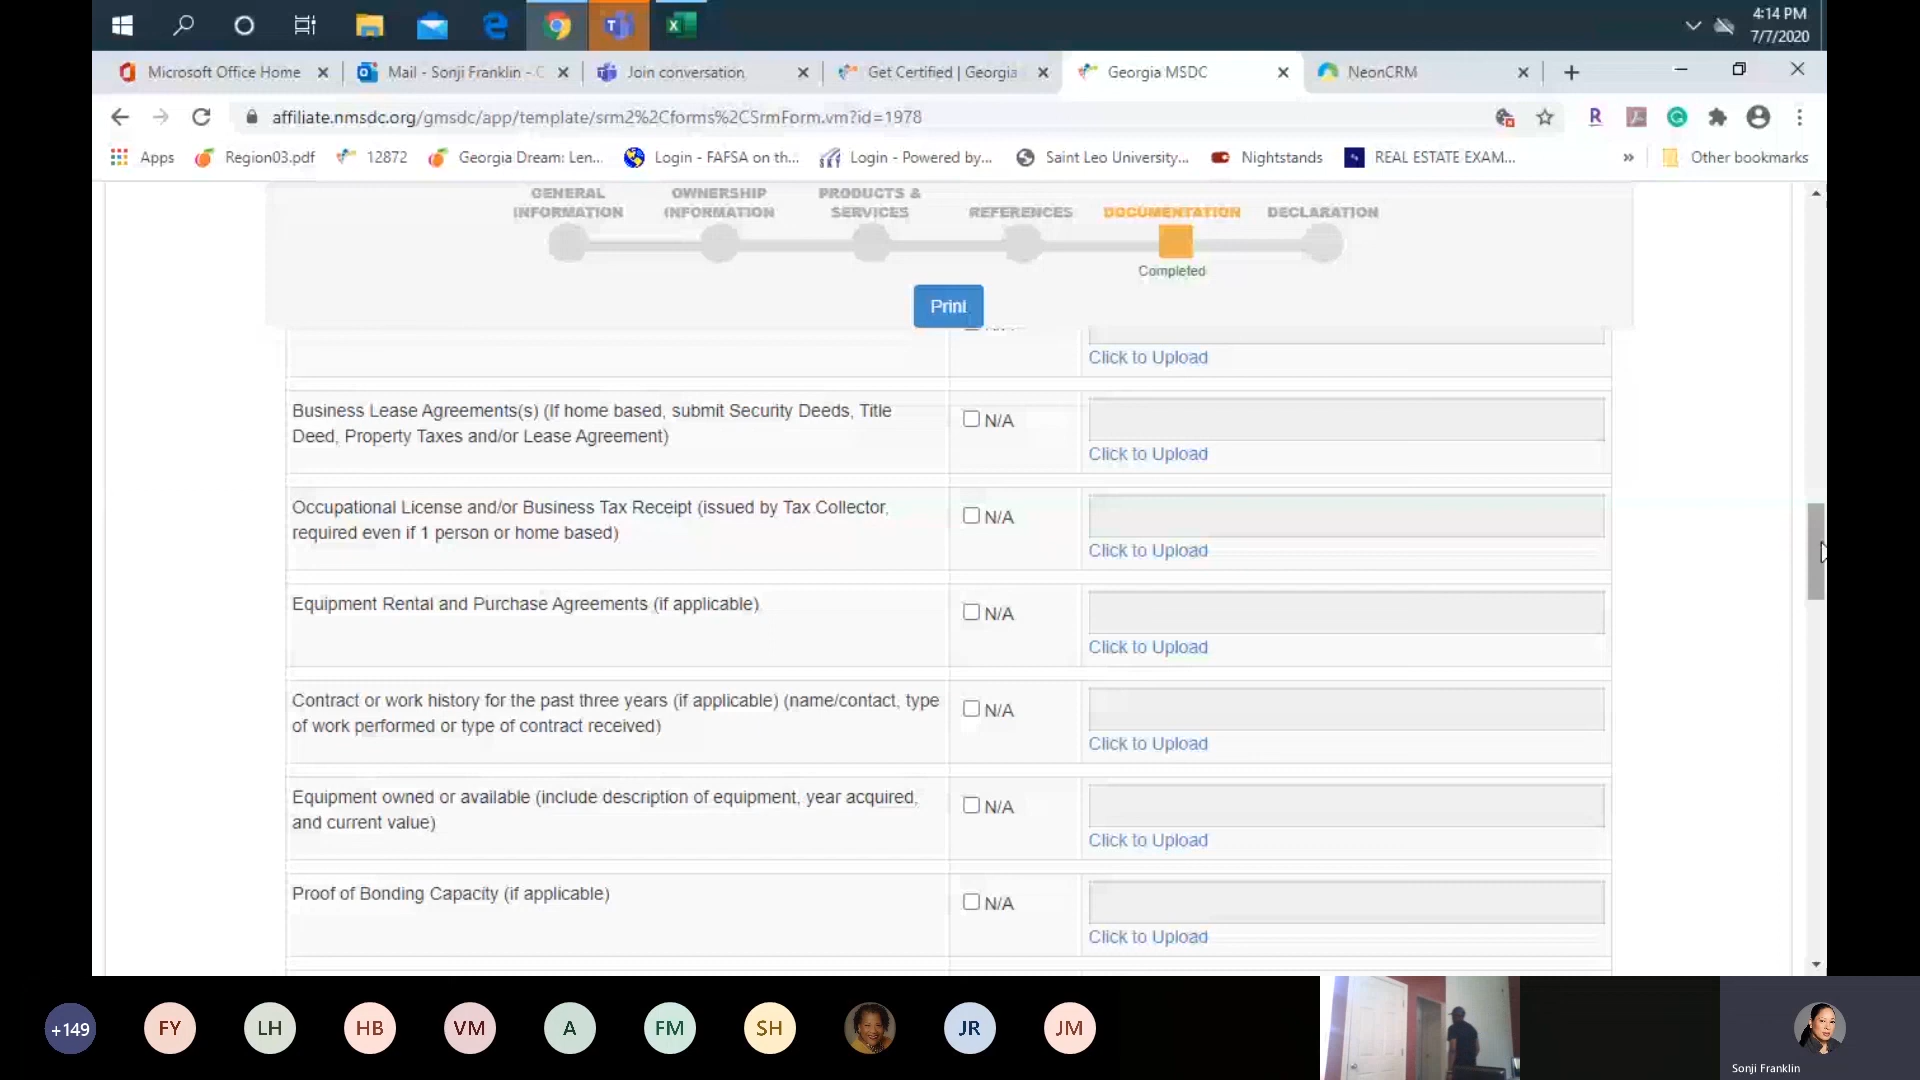 4:14 PM
7/7/2020
Microsoft Office Home
Mail - Sonji Franklin - C
Join conversation
Get Certified | Georgia
Georgia MSDC
NeonCRM
affiliate.nmsdc.org/gmsdc/app/template/srm2%2Cforms%2CSrmForm.vm?id=1978
Apps
Region03.pdf
12872
Georgia Dream: Len...
Login - FAFSA on th...
Login - Powered by...
Saint Leo University...
Nightstands
REAL ESTATE EXAM...
»
Other bookmarks
GENERAL INFORMATION
OWNERSHIP INFORMATION
PRODUCTS & SERVICES
REFERENCES
DOCUMENTATION
DECLARATION
Completed
Print
Click to Upload
Business Lease Agreements(s) (If home based, submit Security Deeds, Title
Deed, Property Taxes and/or Lease Agreement)
N/A
Click to Upload
Occupational License and/or Business Tax Receipt (issued by Tax Collector,
required even if 1 person or home based)
N/A
Click to Upload
Equipment Rental and Purchase Agreements (if applicable)
N/A
Click to Upload
Contract or work history for the past three years (if applicable) (name/contact, type
of work performed or type of contract received)
N/A
Click to Upload
Equipment owned or available (include description of equipment, year acquired,
and current value)
N/A
Click to Upload
Proof of Bonding Capacity (if applicable)
N/A
Click to Upload
+149
FY
LH
HB
VM
A
FM
SH
JR
JM
Sonji Franklin